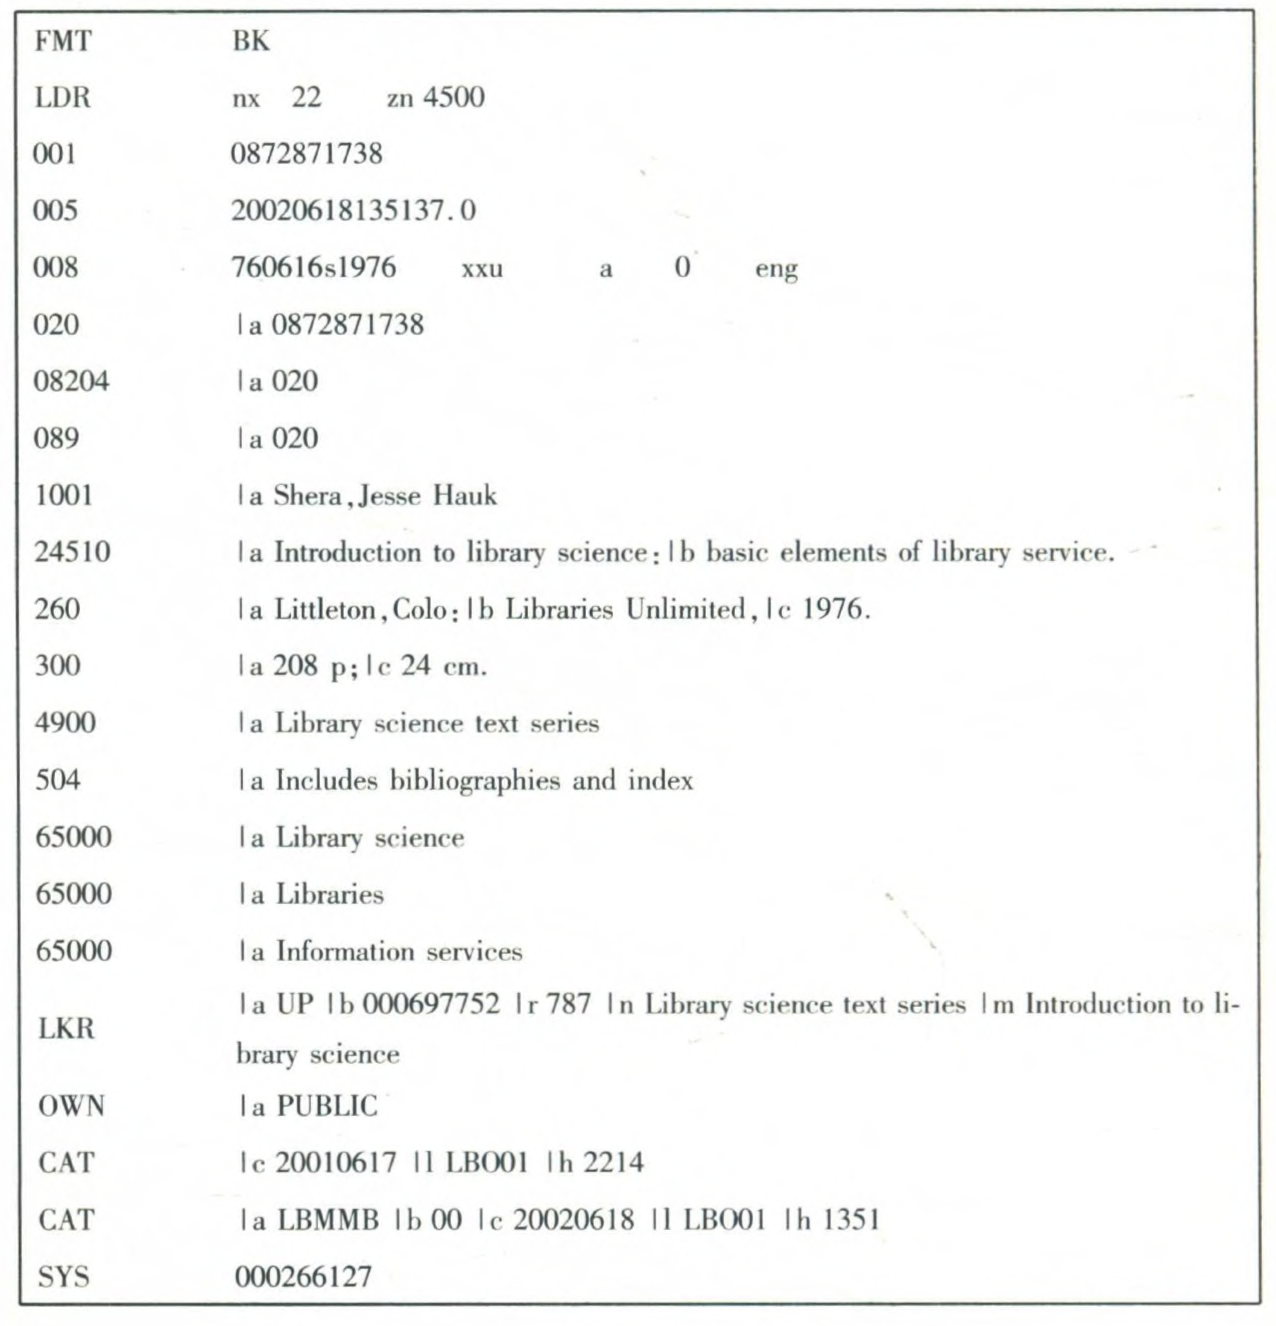 FMT BK
LDR nx 22 zn 4500
001 0872871738
005 20020618135137.0
008 760616s1976 xxu a 0 eng
020 |a 0872871738
08204 |a 020
089 |a 020
1001 |a Shera,Jesse Hauk
24510 |a Introduction to library science:|b basic elements of library service.
260 |a Littleton,Colo:|b Libraries Unlimited,|c 1976.
300 |a 208 p;|c 24 cm.
4900 |a Library science text series
504 |a Includes bibliographies and index
65000 |a Library science
65000 |a Libraries
65000 |a Information services
LKR |a UP |b 000697752 |r 787 |n Library science text series |m Introduction to li-
brary science
OWN |a PUBLIC
CAT |c 20010617 |l LBO01 |h 2214
CAT |a LBMMB |b 00 |c 20020618 |l LBO01 |h 1351
SYS 000266127